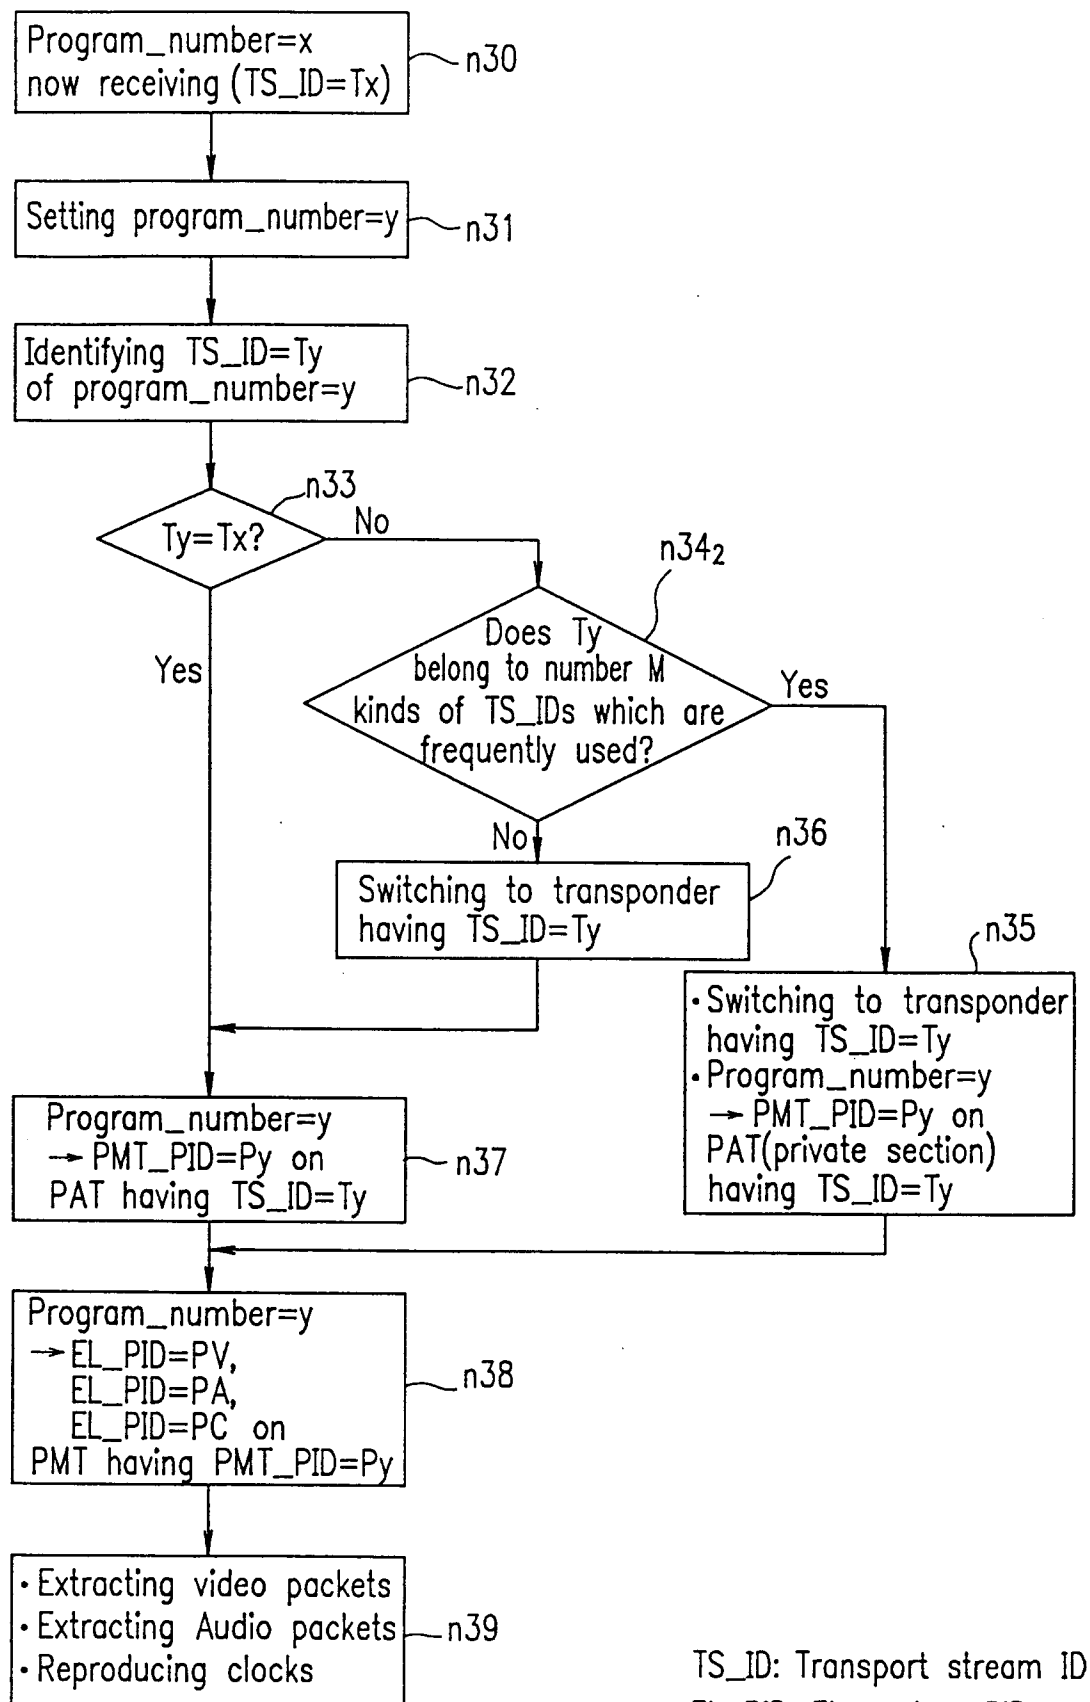 Program_number=x
now receiving (TS_ID=Tx)
n30
Setting program_number=y
n31
Identifying TS_ID=Ty
of program_number=y
n32
n33
Ty=Tx?
No
Yes
n34₂
Does Ty
belong to number M
kinds of TS_IDs which are
frequently used?
Yes
No
n36
Switching to transponder
having TS_ID=Ty
n35
·Switching to transponder
having TS_ID=Ty
·Program_number=y
→ PMT_PID=Py on
PAT(private section)
having TS_ID=Ty
Program_number=y
→ PMT_PID=Py on
PAT having TS_ID=Ty
n37
Program_number=y
→ EL_PID=PV,
EL_PID=PA,
EL_PID=PC on
PMT having PMT_PID=Py
n38
·Extracting video packets
·Extracting Audio packets
·Reproducing clocks
n39
TS_ID: Transport stream ID